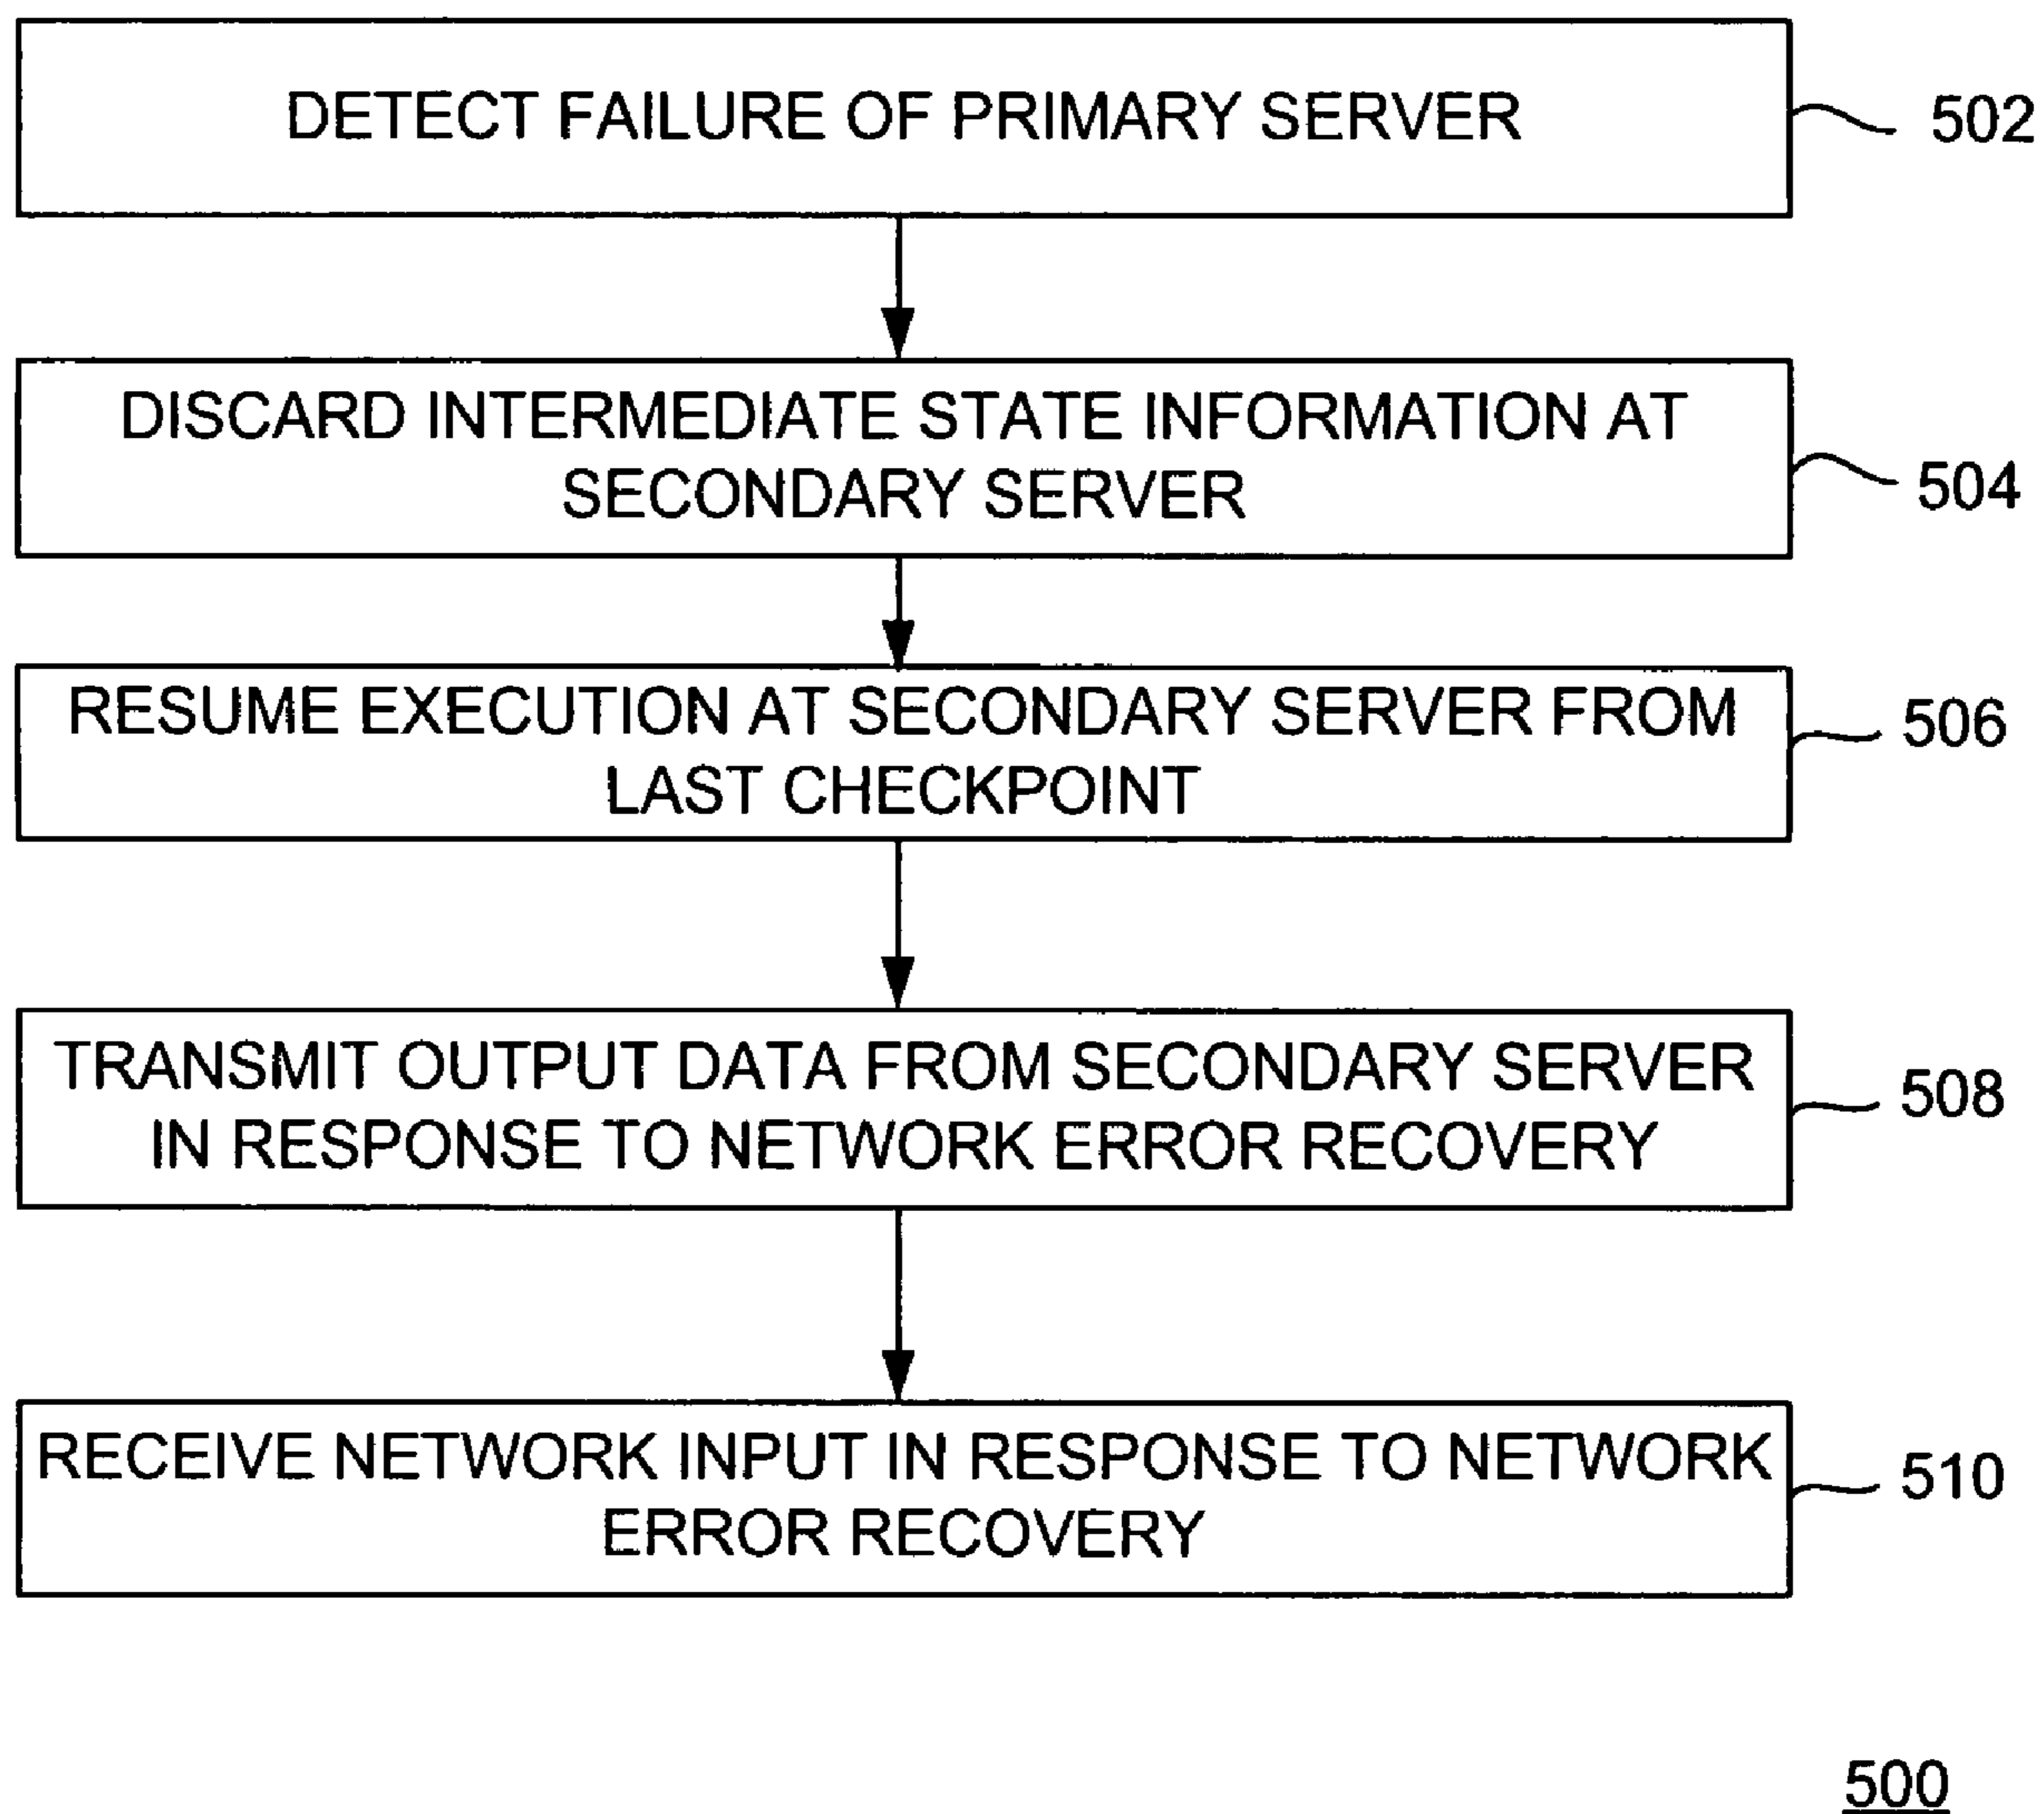 DETECT FAILURE OF PRIMARY SERVER
502
DISCARD INTERMEDIATE STATE INFORMATION AT
SECONDARY SERVER
504
RESUME EXECUTION AT SECONDARY SERVER FROM
LAST CHECKPOINT
506
TRANSMIT OUTPUT DATA FROM SECONDARY SERVER
IN RESPONSE TO NETWORK ERROR RECOVERY
508
RECEIVE NETWORK INPUT IN RESPONSE TO NETWORK
ERROR RECOVERY
510
500